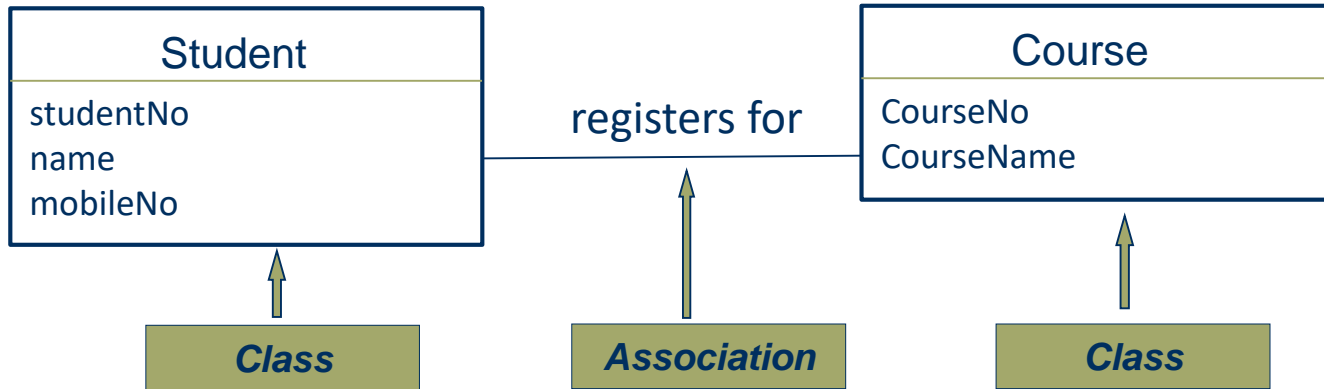 Student
studentNo
name
mobileNo
registers for
Course
CourseNo
CourseName
Class
Association
Class